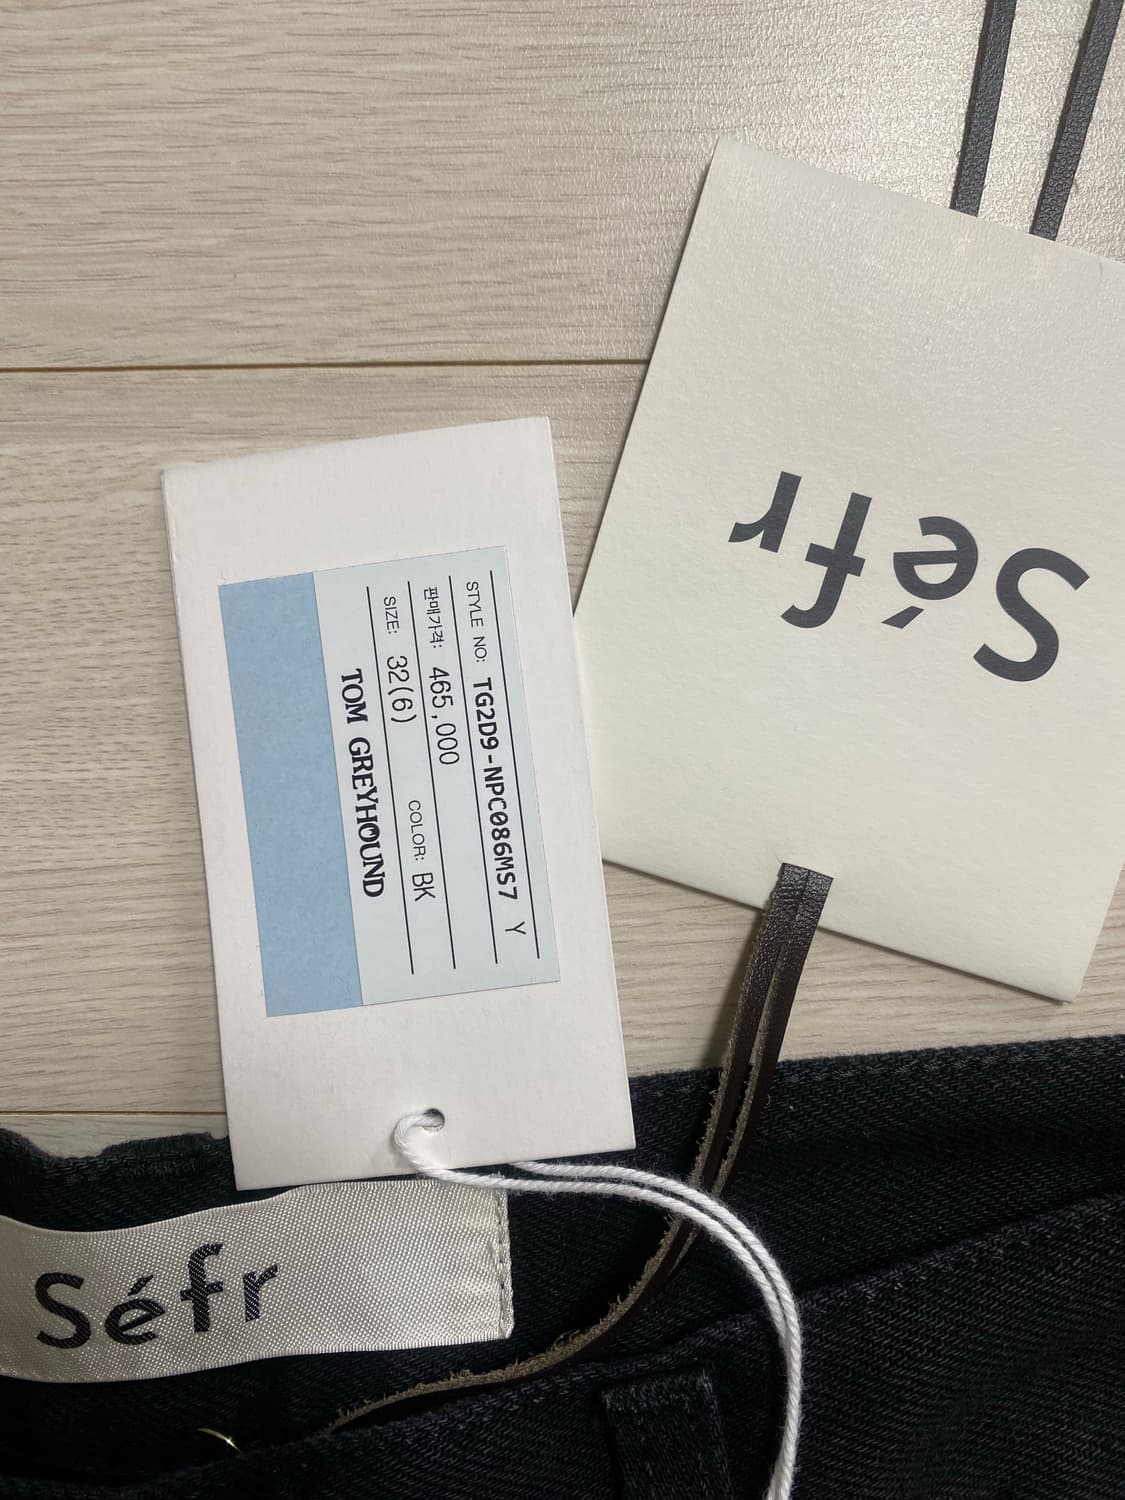 Séfr
STYLE NO: TG2D9-NPC086MS7 Y
판매가격: 465,000
SIZE: 32(6) COLOR: BK
TOM GREYHOUND
Séfr